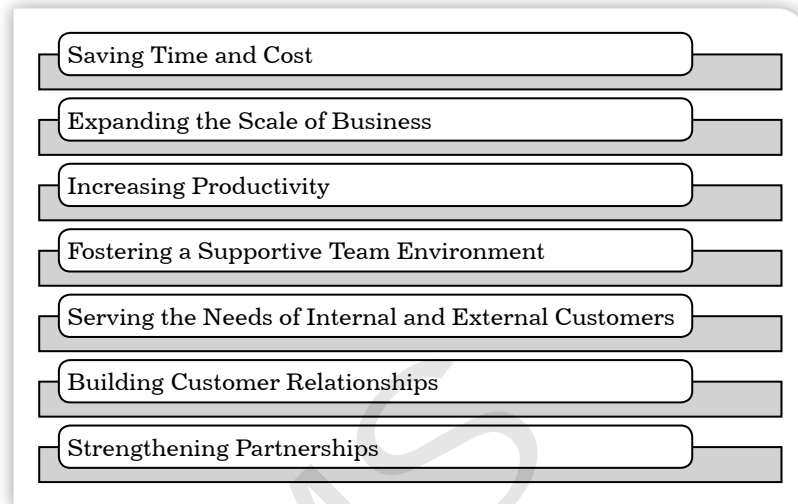 Saving Time and Cost
Expanding the Scale of Business
Increasing Productivity
Fostering a Supportive Team Environment
Serving the Needs of Internal and External Customers
Building Customer Relationships
Strengthening Partnerships